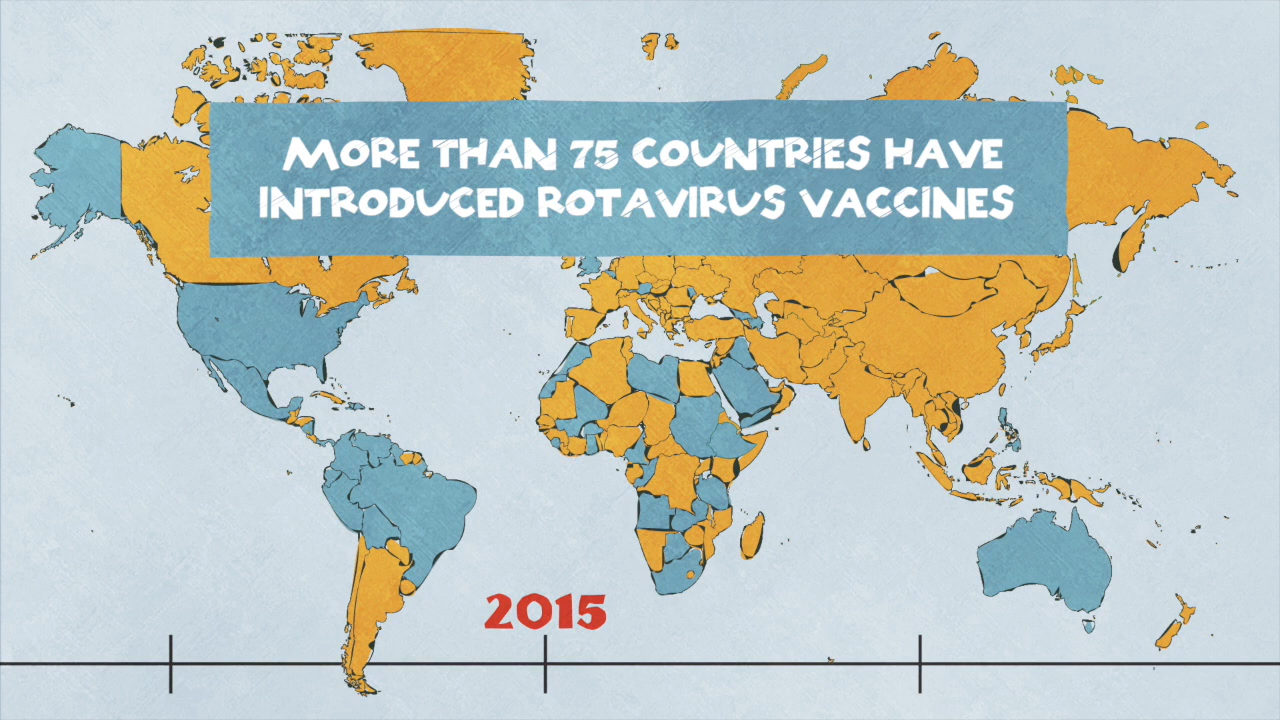 MORE THAN 75 COUNTRIES HAVE
INTRODUCED ROTAVIRUS VACCINES
2015